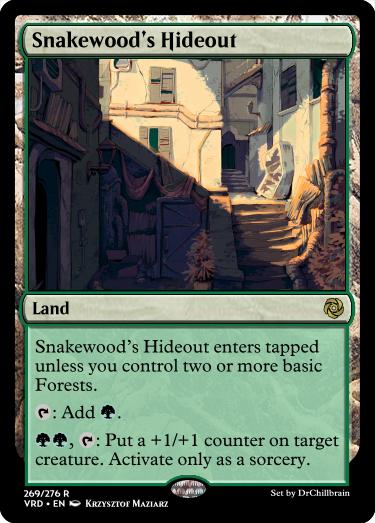 Snakewood's Hideout
Land
Snakewood's Hideout enters tapped
unless you control two or more basic
Forests.
: Add .
, : Put a +1/+1 counter on target
creature. Activate only as a sorcery.
269/276 R
VRD • EN Krzysztof Maziarz
Set by DrChillbrain